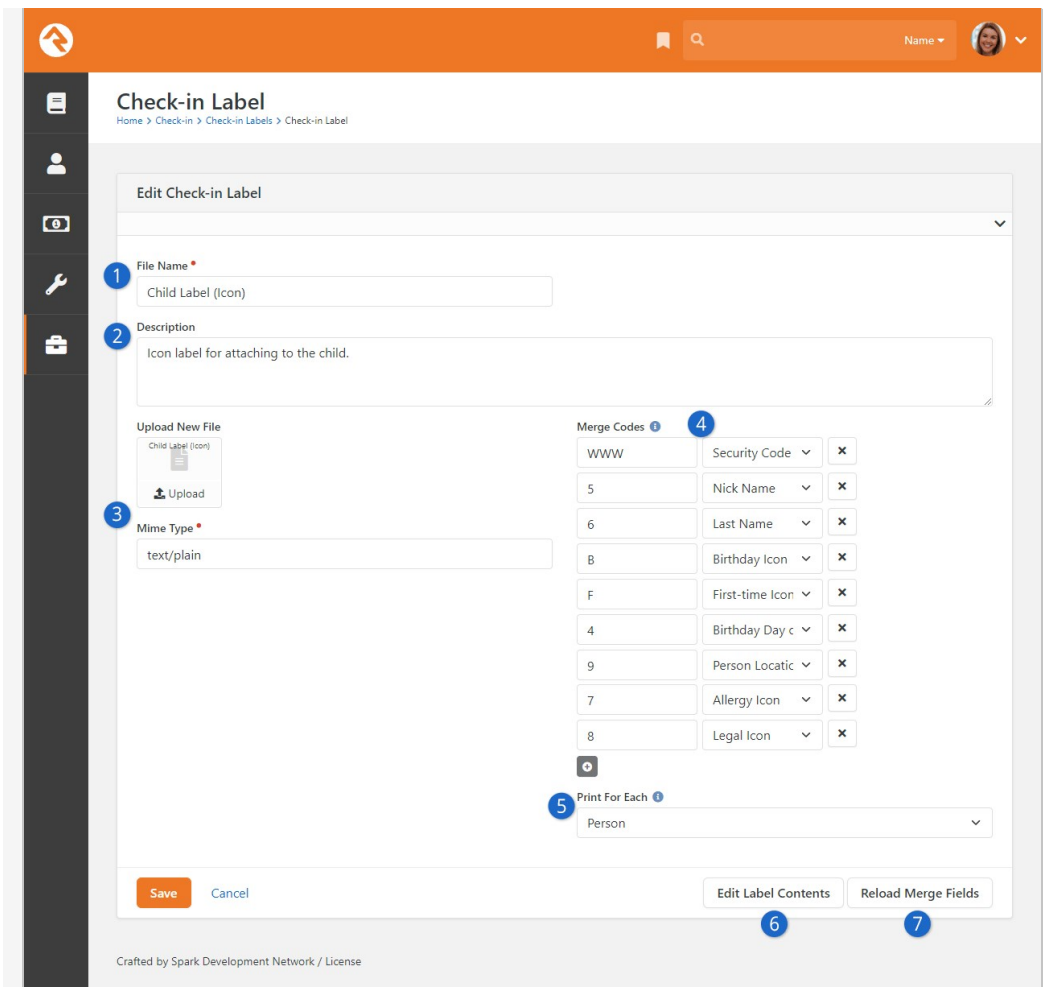 Name
Check-in Label
Home > Check-in > Check-in Labels > Check-in Label
Edit Check-in Label
1
File Name •
Child Label (Icon)
2
Description
Icon label for attaching to the child.
Upload New File
Child Label (Icon)
Upload
3
Mime Type •
text/plain
Merge Codes
4
WWW Security Code
5 Nick Name
6 Last Name
B Birthday Icon
F First-time Icon
4 Birthday Day c
9 Person Locatic
7 Allergy Icon
8 Legal Icon
5
Print For Each
Person
Save Cancel Edit Label Contents Reload Merge Fields
6 7
Crafted by Spark Development Network / License